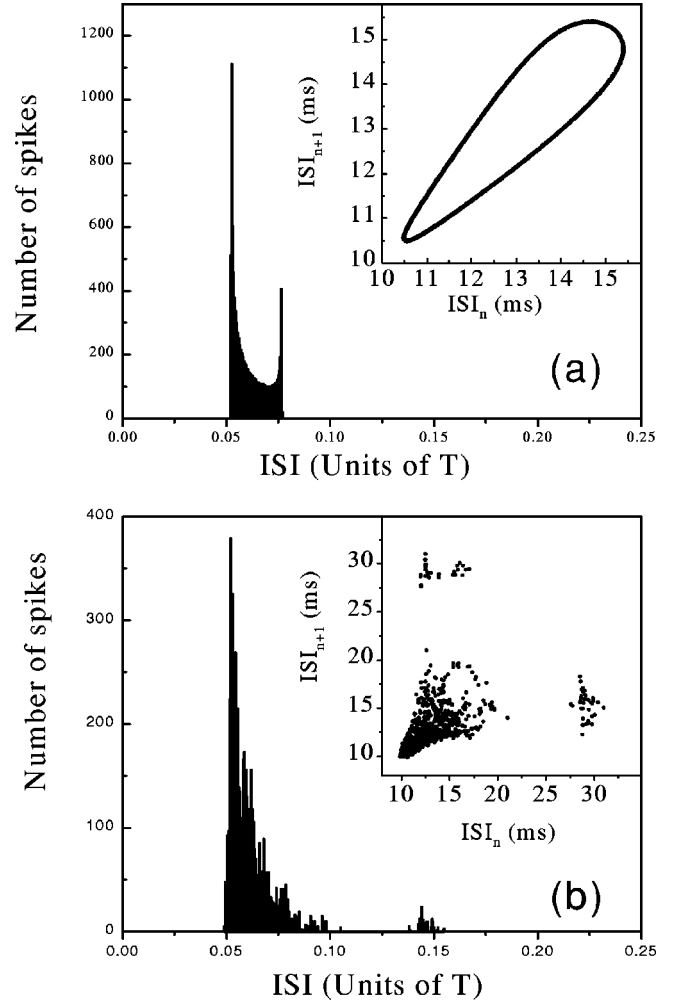 1200
1000
800
600
400
200
0
Number of spikes
0.00 0.05 0.10 0.15 0.20 0.25
ISI (Units of T)
15
14
13
12
11
10
ISIn+1 (ms)
10 11 12 13 14 15
ISIn (ms)
(a)
400
300
200
100
0
Number of spikes
0.00 0.05 0.10 0.15 0.20 0.25
ISI (Units of T)
30
25
20
15
10
ISIn+1 (ms)
10 15 20 25 30
ISIn (ms)
(b)